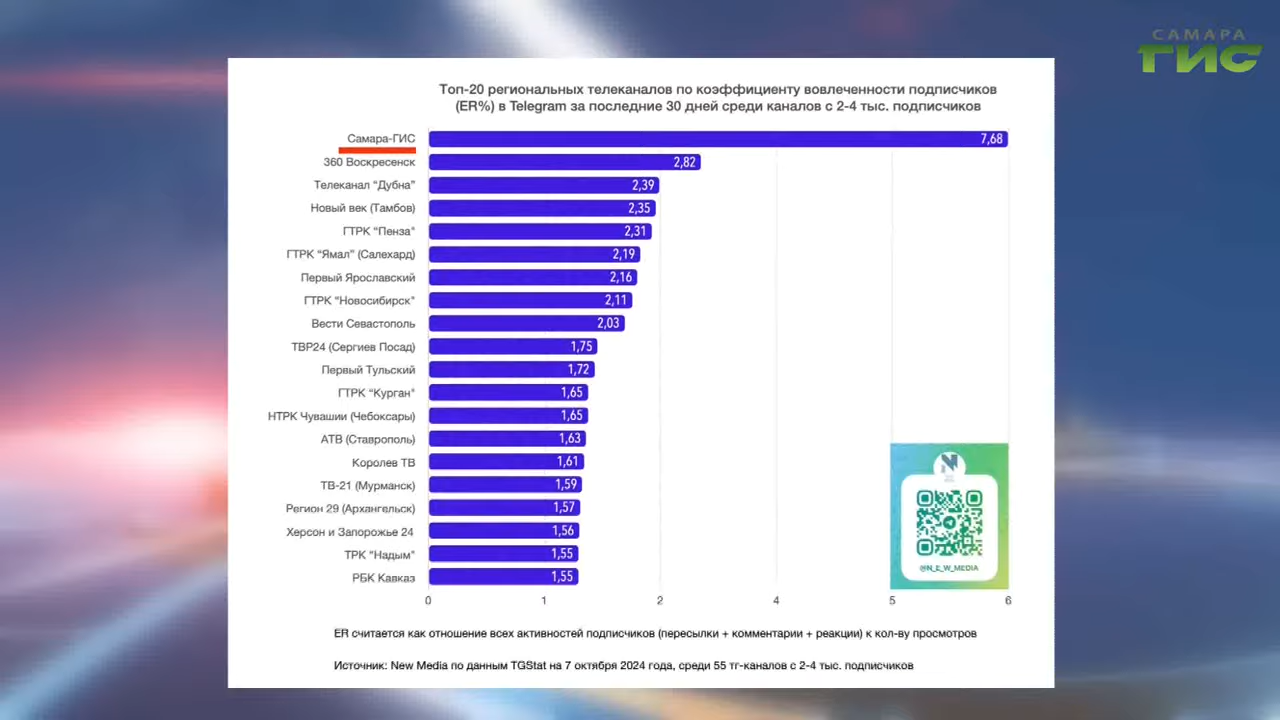 САМАРА
ГИС
Топ-20 региональных телеканалов по коэффициенту вовлеченности подписчиков
(ER%) в Telegram за последние 30 дней среди каналов с 2-4 тыс. подписчиков
Самара-ГИС 7,68
360 Воскресенск 2,82
Телеканал “Дубна” 2,39
Новый век (Тамбов) 2,35
ГТРК “Пенза" 2,31
ГТРК “Ямал” (Салехард) 2,19
Первый Ярославский 2,16
ГТРК “Новосибирск" 2,11
Вести Севастополь 2,03
ТВР24 (Сергиев Посад) 1,75
Первый Тульский 1,72
ГТРК “Курган" 1,65
НТРК Чувашии (Чебоксары) 1,65
АТВ (Ставрополь) 1,63
Королев ТВ 1,61
ТВ-21 (Мурманск) 1,59
Регион 29 (Архангельск) 1,57
Херсон и Запорожье 24 1,56
ТРК “Надым" 1,55
РБК Кавказ 1,55
@N_E_W_MEDIA
0 1 2 4 5 6
ER считается как отношение всех активностей подписчиков (пересылки + комментарии + реакции) к кол-ву просмотров
Источник: New Media по данным TGStat на 7 октября 2024 года, среди 55 тг-каналов с 2-4 тыс. подписчиков